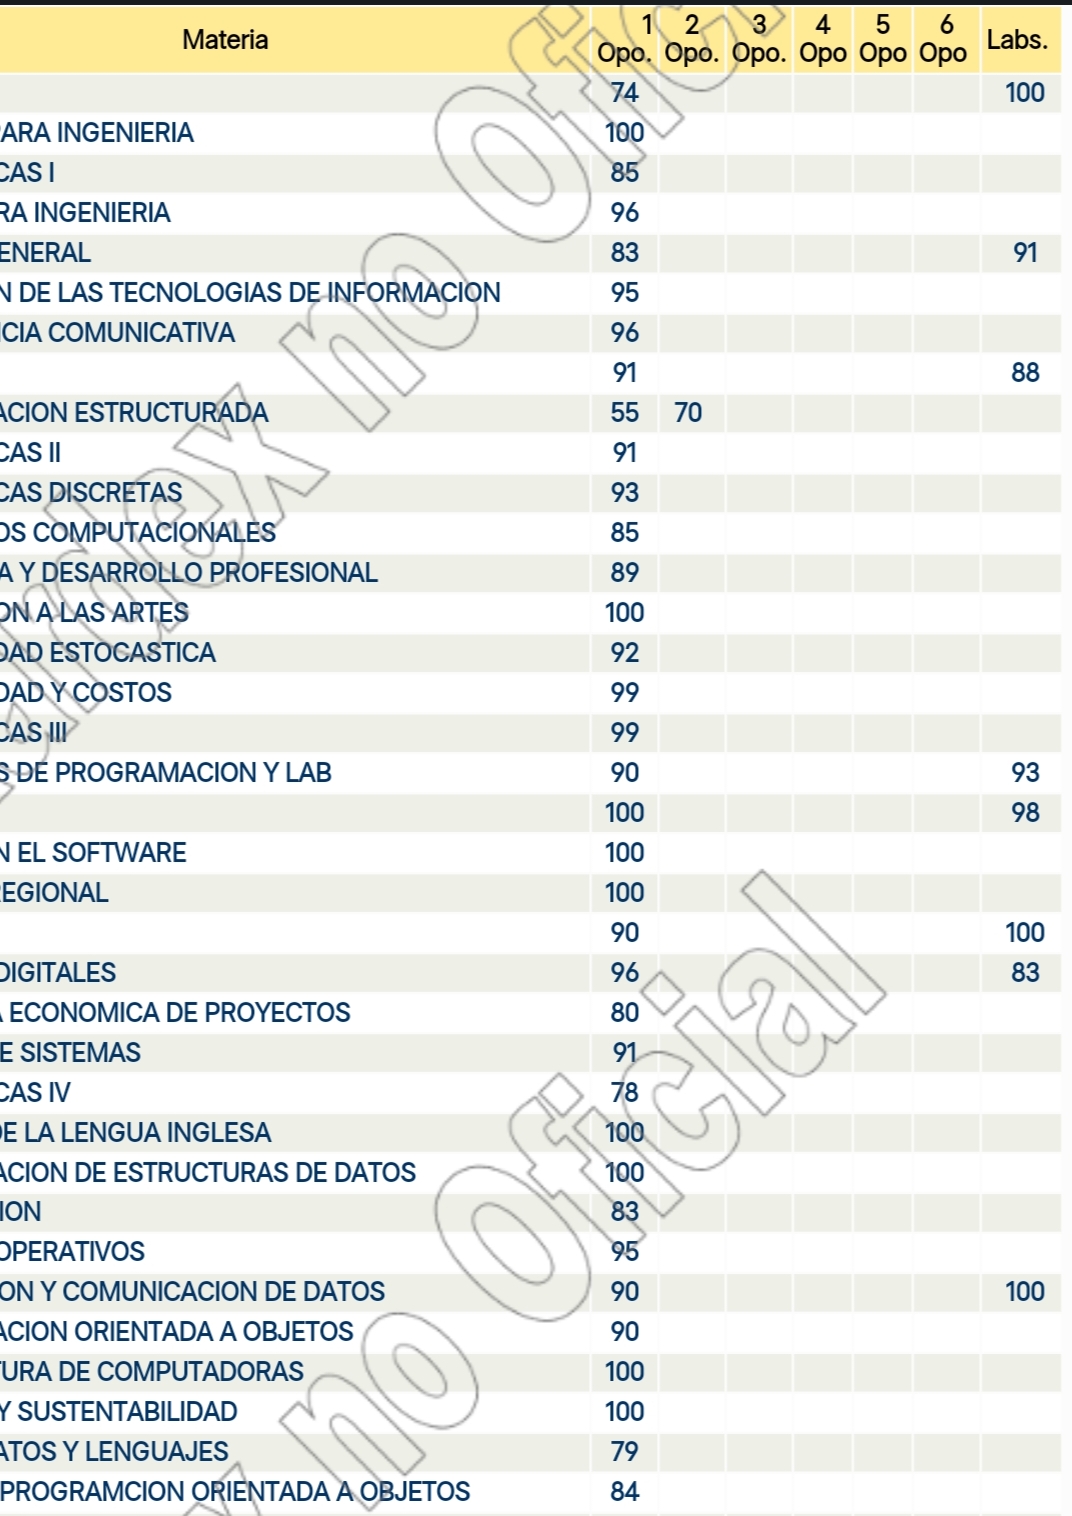 Materia 1 Opo. 2 Opo. 3 Opo. 4 Opo 5 Opo 6 Opo Labs.
74 100
ARA INGENIERIA 100
CAS I 85
RA INGENIERIA 96
ENERAL 83 91
N DE LAS TECNOLOGIAS DE INFORMACION 95
CIA COMUNICATIVA 96
91 88
ACION ESTRUCTURADA 55 70
CAS II 91
CAS DISCRETAS 93
OS COMPUTACIONALES 85
A Y DESARROLLO PROFESIONAL 89
ON A LAS ARTES 100
DAD ESTOCASTICA 92
DAD Y COSTOS 99
CAS III 99
S DE PROGRAMACION Y LAB 90 93
100 98
N EL SOFTWARE 100
REGIONAL 100
90 100
DIGITALES 96 83
A ECONOMICA DE PROYECTOS 80
E SISTEMAS 91
CAS IV 78
DE LA LENGUA INGLESA 100
ACION DE ESTRUCTURAS DE DATOS 100
ION 83
OPERATIVOS 95
ON Y COMUNICACION DE DATOS 90 100
ACION ORIENTADA A OBJETOS 90
TURA DE COMPUTADORAS 100
Y SUSTENTABILIDAD 100
ATOS Y LENGUAJES 79
PROGRAMCION ORIENTADA A OBJETOS 84
Kardex no Oficial
x no Oficial